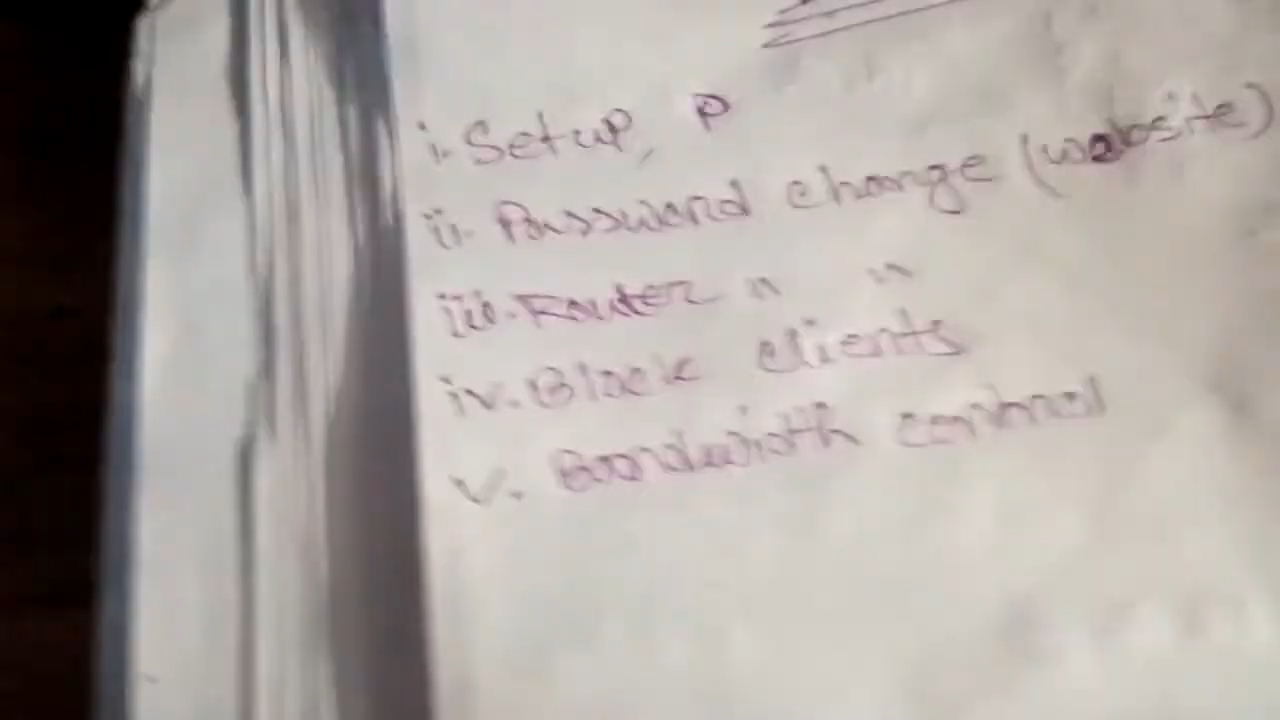 i. Setup, P
ii. Password change (website)
iii. Router " "
iv. Block clients
v. Bandwidth control